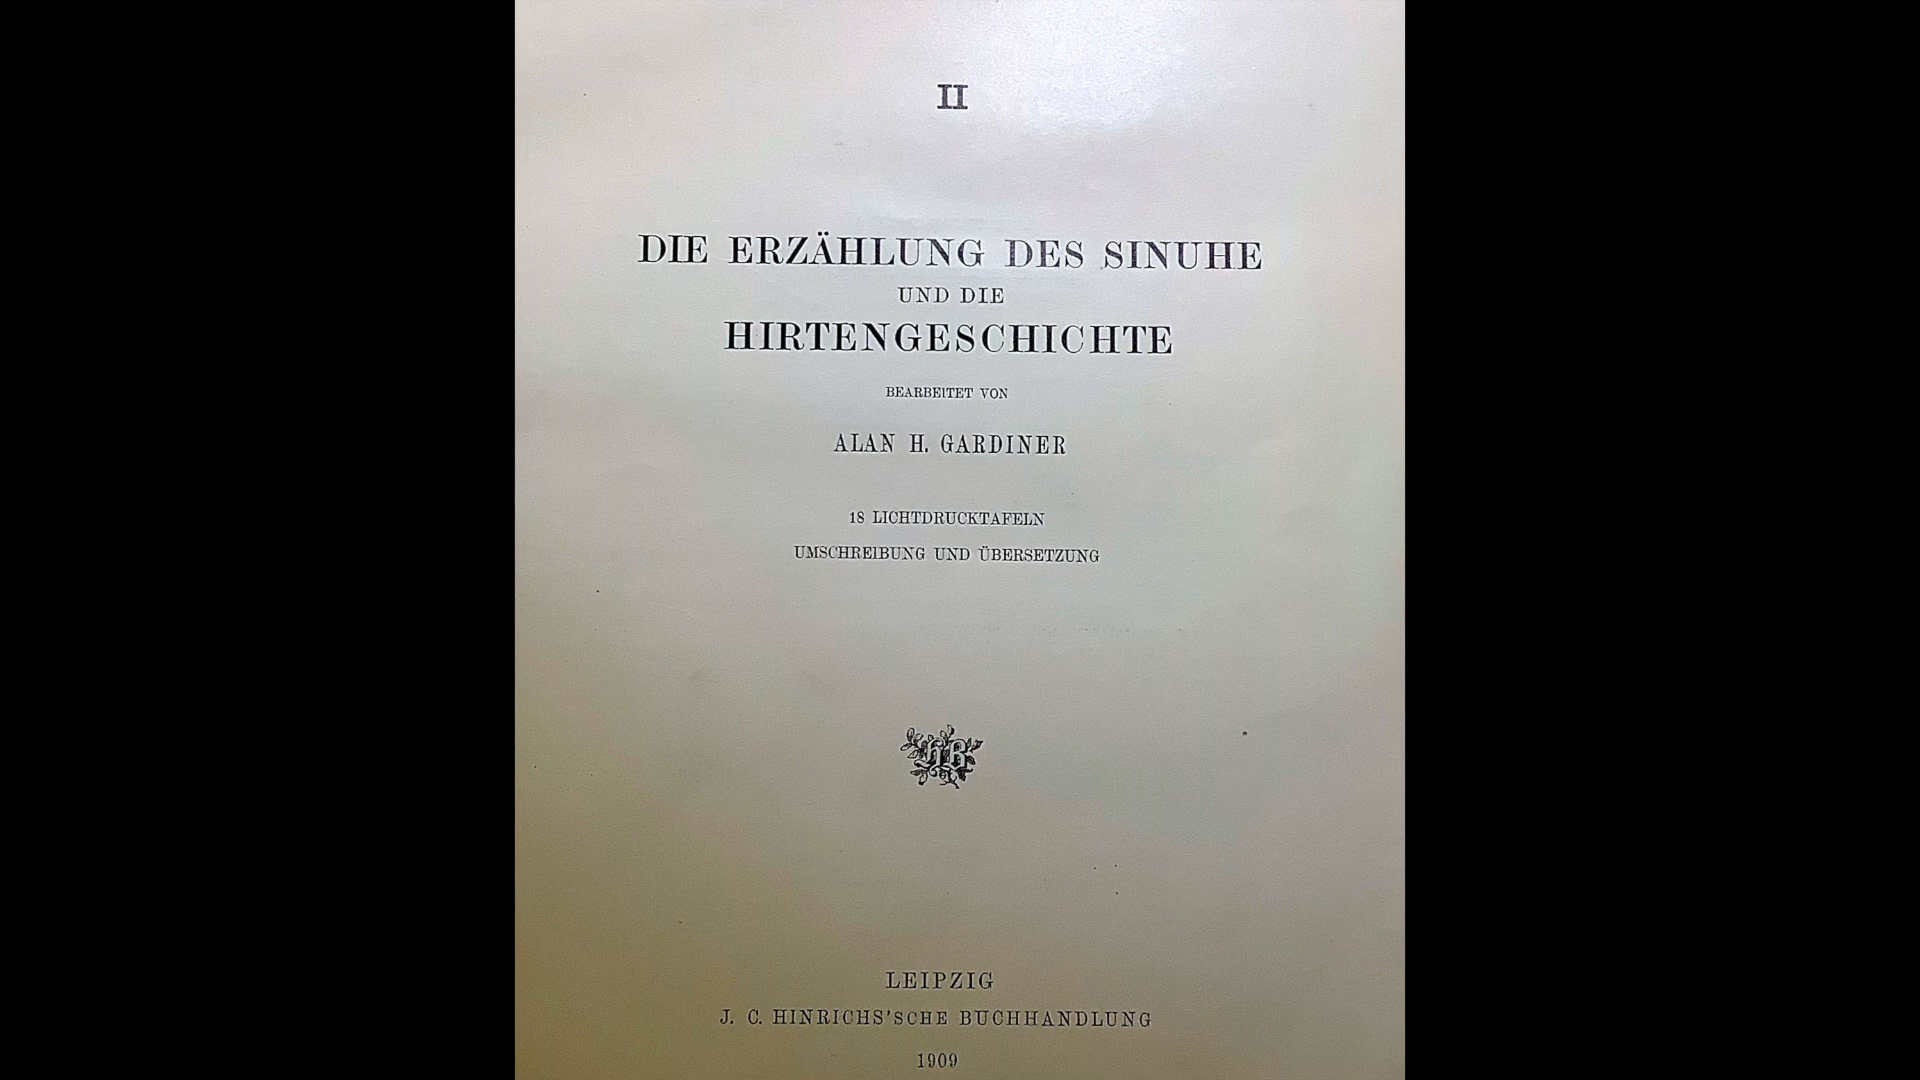 II
DIE ERZÄHLUNG DES SINUHE
UND DIE
HIRTENGESCHICHTE
BEARBEITET VON
ALAN H. GARDINER
18 LICHTDRUCKTAFELN
UMSCHREIBUNG UND ÜBERSETZUNG
HB
LEIPZIG
J. C. HINRICHS'SCHE BUCHHANDLUNG
1909